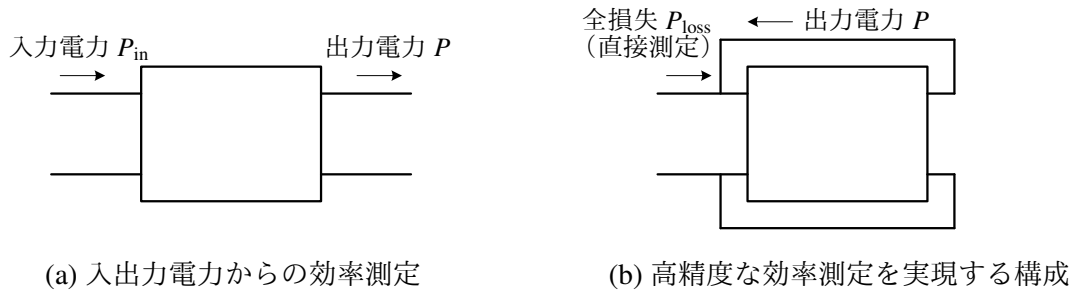 入力電力 Pin
出力電力 P
全損失 Ploss
(直接測定)
出力電力 P
(a) 入出力電力からの効率測定
(b) 高精度な効率測定を実現する構成